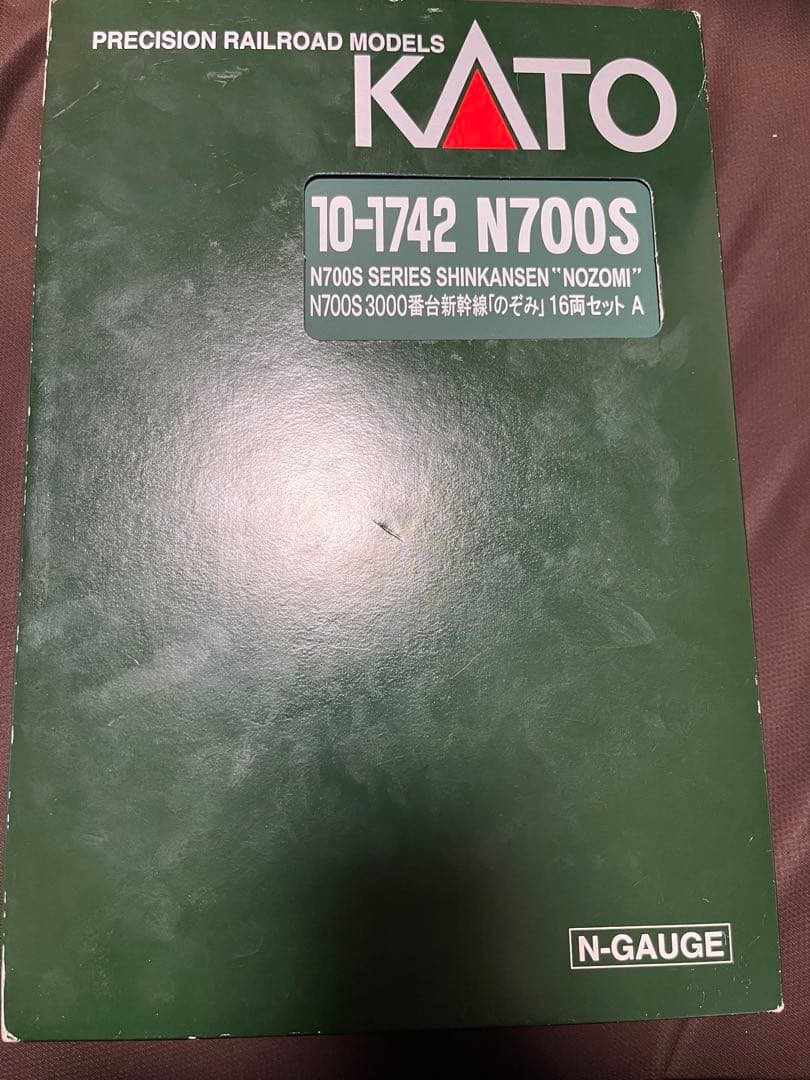 PRECISION RAILROAD MODELS
KATO
10-1742 N700S
N700S SERIES SHINKANSEN "NOZOMI"
N700S 3000番台新幹線「のぞみ」16両セット A
N-GAUGE